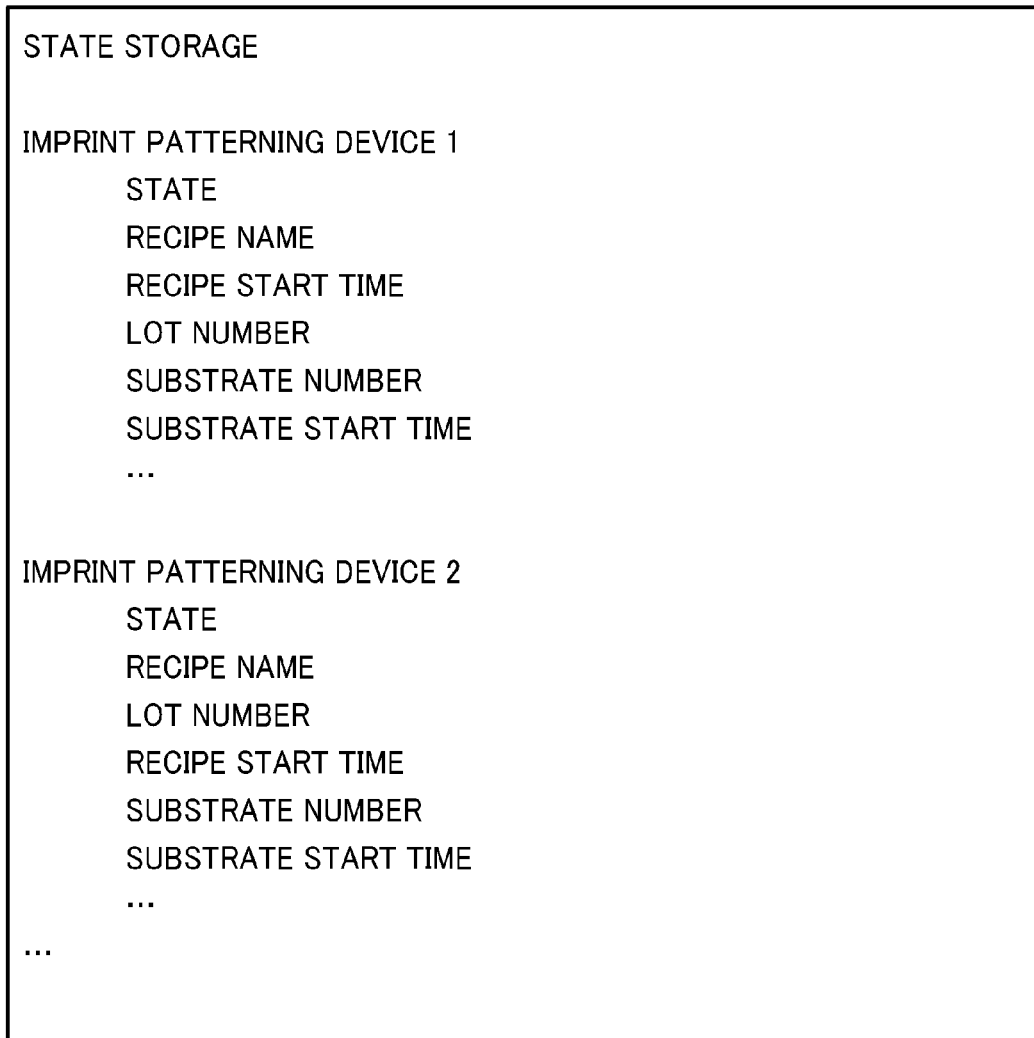 STATE STORAGE
IMPRINT PATTERNING DEVICE 1
STATE
RECIPE NAME
RECIPE START TIME
LOT NUMBER
SUBSTRATE NUMBER
SUBSTRATE START TIME
...
IMPRINT PATTERNING DEVICE 2
STATE
RECIPE NAME
LOT NUMBER
RECIPE START TIME
SUBSTRATE NUMBER
SUBSTRATE START TIME
...
...